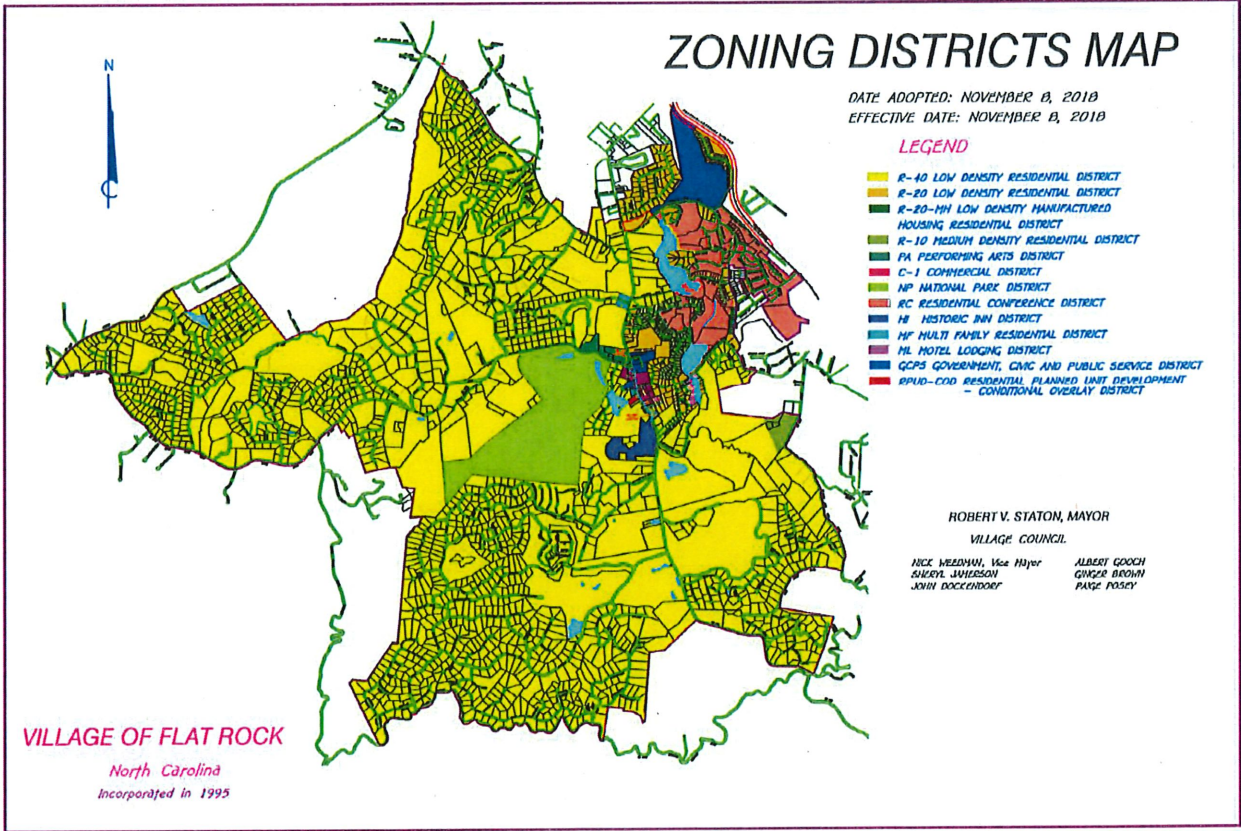 ZONING DISTRICTS MAP
DATE ADOPTED: NOVEMBER 8, 2018
EFFECTIVE DATE: NOVEMBER 8, 2018
LEGEND
R-40 LOW DENSITY RESIDENTIAL DISTRICT
R-20 LOW DENSITY RESIDENTIAL DISTRICT
R-20-MH LOW DENSITY MANUFACTURED
HOUSING RESIDENTIAL DISTRICT
R-10 MEDIUM DENSITY RESIDENTIAL DISTRICT
PA PERFORMING ARTS DISTRICT
C-1 COMMERCIAL DISTRICT
NP NATIONAL PARK DISTRICT
RC RESIDENTIAL CONFERENCE DISTRICT
HI HISTORIC INN DISTRICT
MF MULTI FAMILY RESIDENTIAL DISTRICT
ML MOTEL LODGING DISTRICT
GCPS GOVERNMENT, CIVIC AND PUBLIC SERVICE DISTRICT
RPUD-COD RESIDENTIAL PLANNED UNIT DEVELOPMENT
- CONDITIONAL OVERLAY DISTRICT
N
ROBERT V. STATON, MAYOR
VILLAGE COUNCIL
NICK WEEDMAN, Vice Mayor ALBERT GOOCH
SHERYL JAMERSON GINGER BROWN
JOHN DOCKENDORF PAIGE POSEY
VILLAGE OF FLAT ROCK
North Carolina
Incorporated in 1995